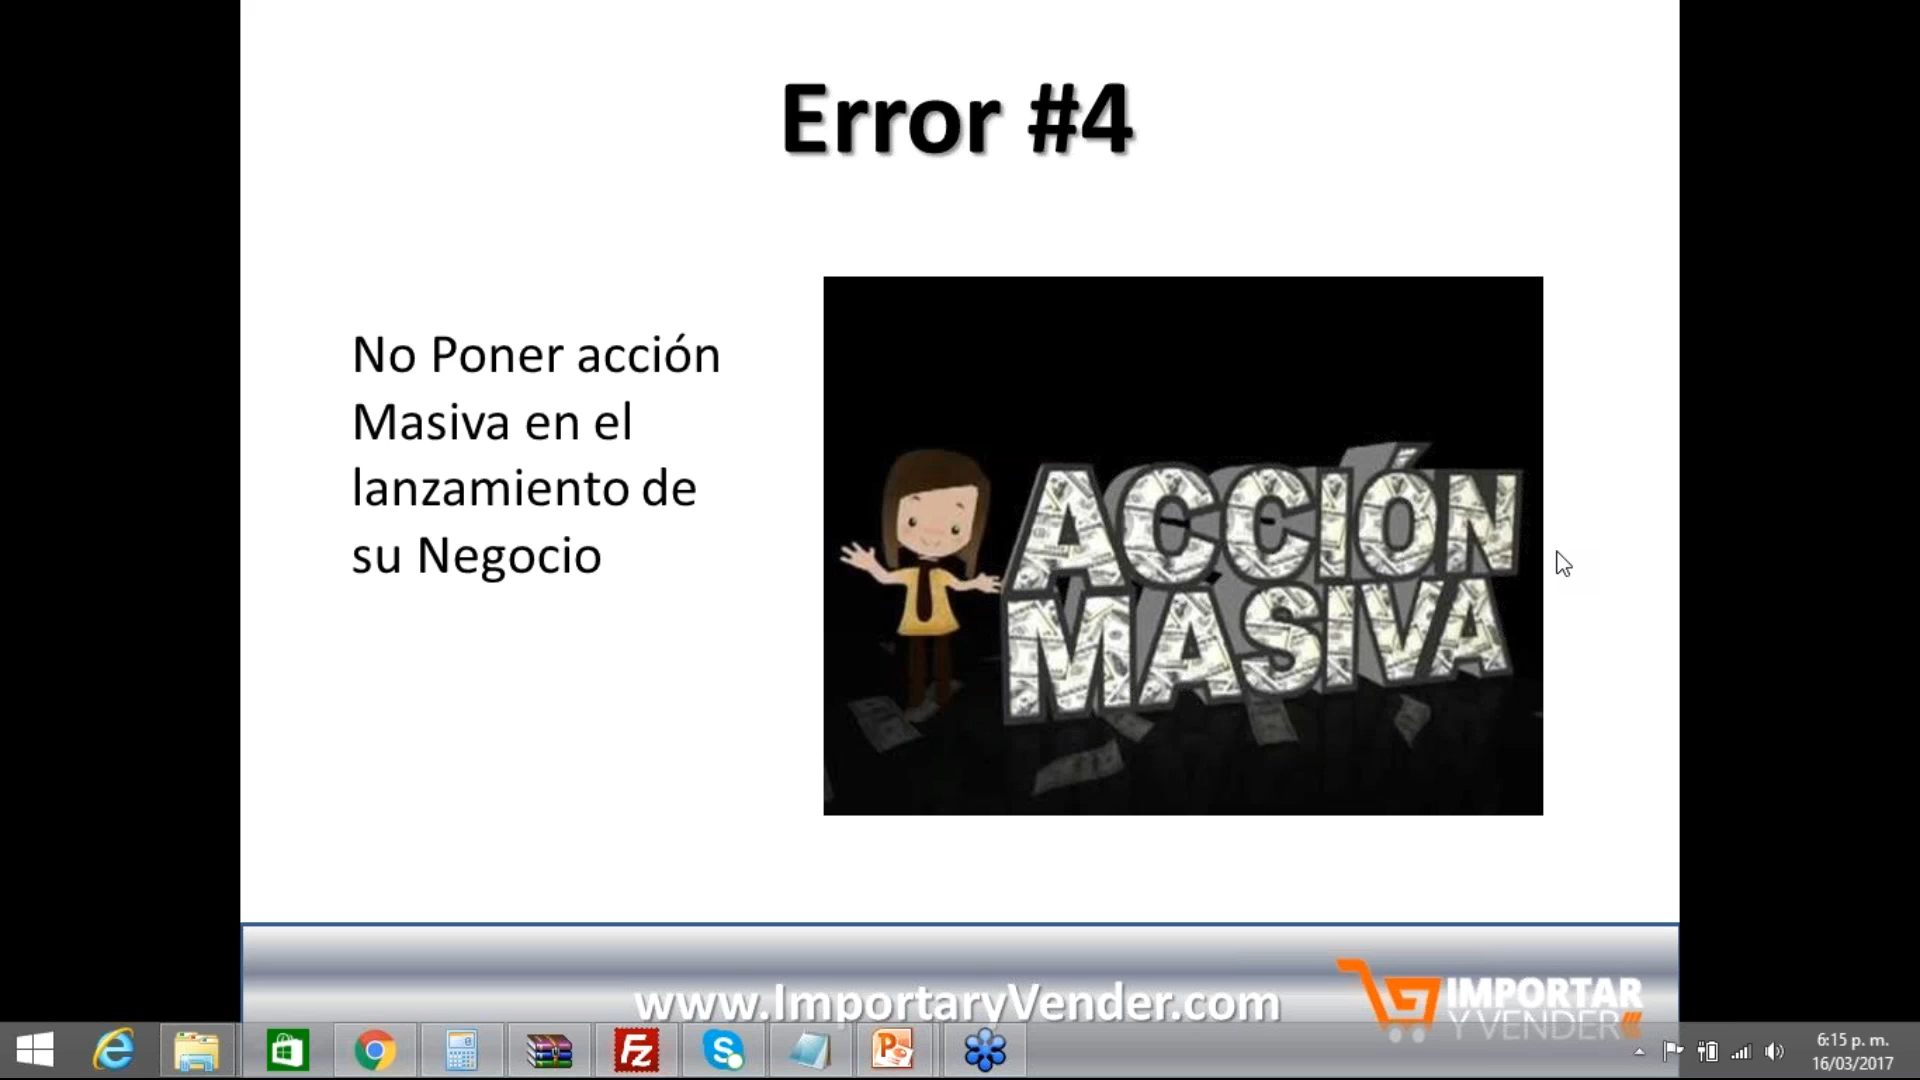 Error #4
No Poner acción
Masiva en el
lanzamiento de
su Negocio
ACCIÓN
MASIVA
www.ImportaryVender.com
IMPORTAR
Y VENDER
6:15 p. m.
16/03/2017